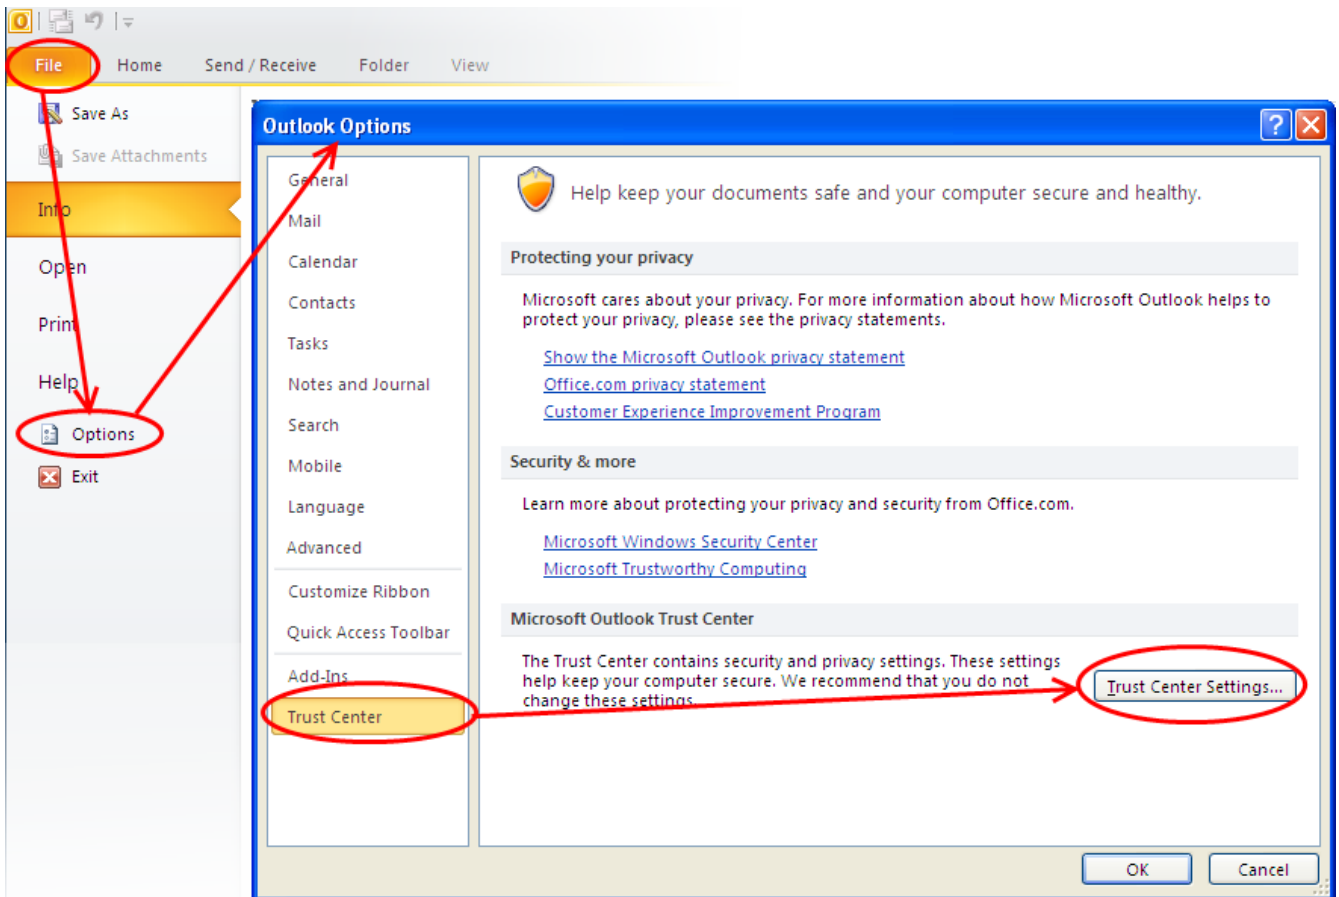 File Home Send / Receive Folder View
Save As
Save Attachments
Info
Open
Print
Help
Options
Exit
Outlook Options
General
Mail
Calendar
Contacts
Tasks
Notes and Journal
Search
Mobile
Language
Advanced
Customize Ribbon
Quick Access Toolbar
Add-Ins
Trust Center
Help keep your documents safe and your computer secure and healthy.
Protecting your privacy
Microsoft cares about your privacy. For more information about how Microsoft Outlook helps to
protect your privacy, please see the privacy statements.
Show the Microsoft Outlook privacy statement
Office.com privacy statement
Customer Experience Improvement Program
Security & more
Learn more about protecting your privacy and security from Office.com.
Microsoft Windows Security Center
Microsoft Trustworthy Computing
Microsoft Outlook Trust Center
The Trust Center contains security and privacy settings. These settings
help keep your computer secure. We recommend that you do not
change these settings.
Trust Center Settings...
OK Cancel